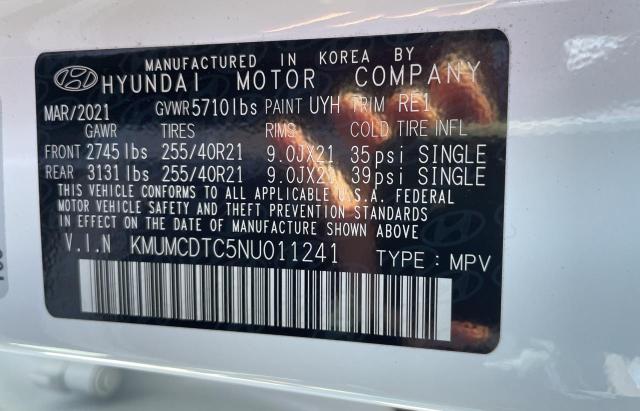 MANUFACTURED IN KOREA BY
HYUNDAI MOTOR COMPANY
MAR/2021 GVWR 5710lbs PAINT UYH TRIM RE1
GAWR TIRES RIMS COLD TIRE INFL
FRONT 2745lbs 255/40R21 9.0JX21 35psi SINGLE
REAR 3131lbs 255/40R21 9.0JX21 39psi SINGLE
THIS VEHICLE CONFORMS TO ALL APPLICABLE U.S.A. FEDERAL
MOTOR VEHICLE SAFETY AND THEFT PREVENTION STANDARDS
IN EFFECT ON THE DATE OF MANUFACTURE SHOWN ABOVE
V.I.N KMUMCDTC5NU011241 TYPE : MPV